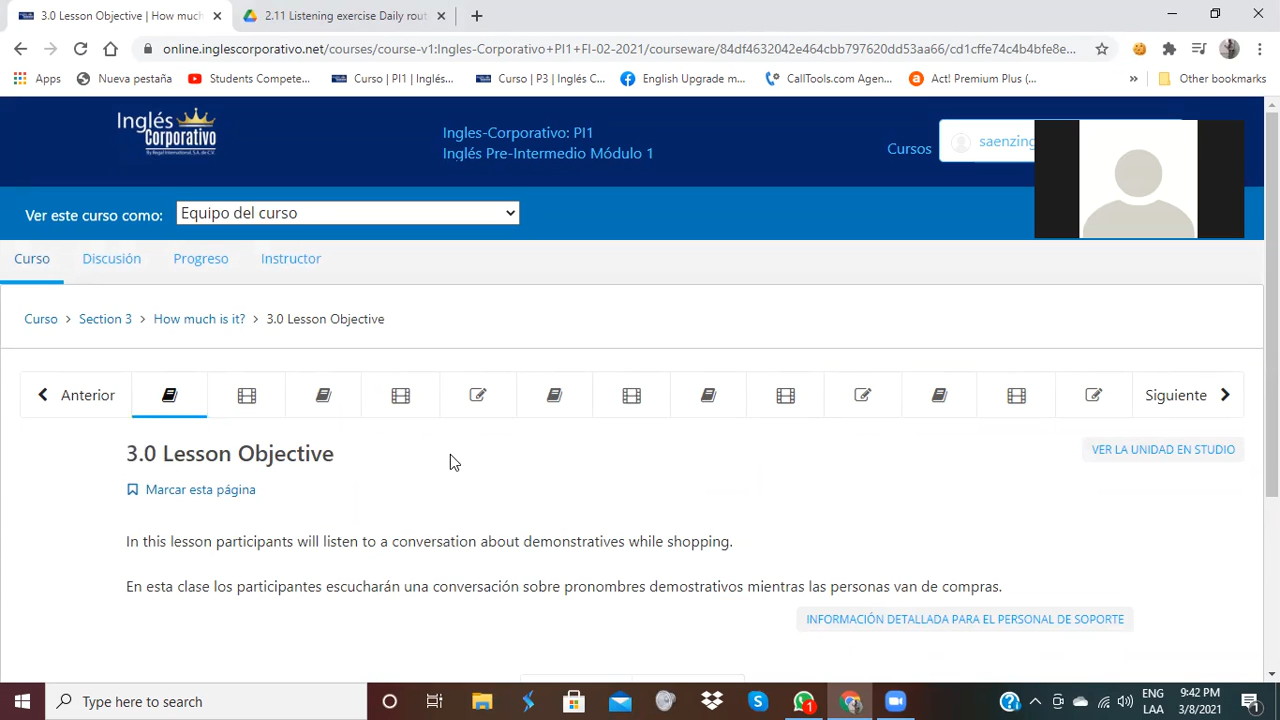 3.0 Lesson Objective | How much
2.11 Listening exercise Daily rout
online.inglescorporativo.net/courses/course-v1:Ingles-Corporativo+PI1+FI-02-2021/courseware/84df4632042e464cbb797620dd53aa66/cd1cffe74c4b4bfe8e...
Apps
Nueva pestaña
Students Compete...
Curso | PI1 | Inglés...
Curso | P3 | Inglés C...
English Upgrade m...
CallTools.com Agen...
Act! Premium Plus (...
»
Other bookmarks
Inglés
Corporativo
By Regal International, S.A. de C.V.
Ingles-Corporativo: PI1
Inglés Pre-Intermedio Módulo 1
Cursos
saenzing
Ver este curso como:
Equipo del curso
Curso
Discusión
Progreso
Instructor
Curso > Section 3 > How much is it? > 3.0 Lesson Objective
Anterior
Siguiente
3.0 Lesson Objective
VER LA UNIDAD EN STUDIO
Marcar esta página
In this lesson participants will listen to a conversation about demonstratives while shopping.
En esta clase los participantes escucharán una conversación sobre pronombres demostrativos mientras las personas van de compras.
INFORMACIÓN DETALLADA PARA EL PERSONAL DE SOPORTE
Type here to search
1
ENG
LAA
9:42 PM
3/8/2021
1